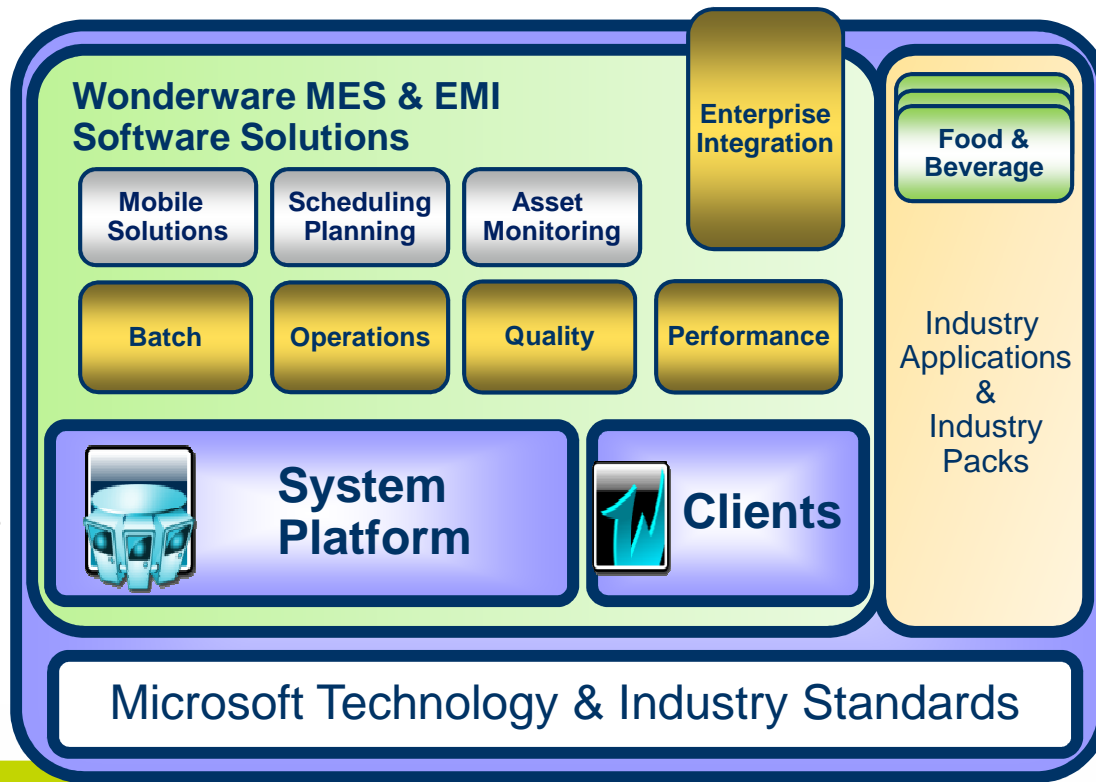 Wonderware MES & EMI
Software Solutions
Enterprise
Integration
Food &
Beverage
Mobile
Solutions
Scheduling
Planning
Asset
Monitoring
Batch
Operations
Quality
Performance
Industry
Applications
&
Industry
Packs
System
Platform
Clients
Microsoft Technology & Industry Standards